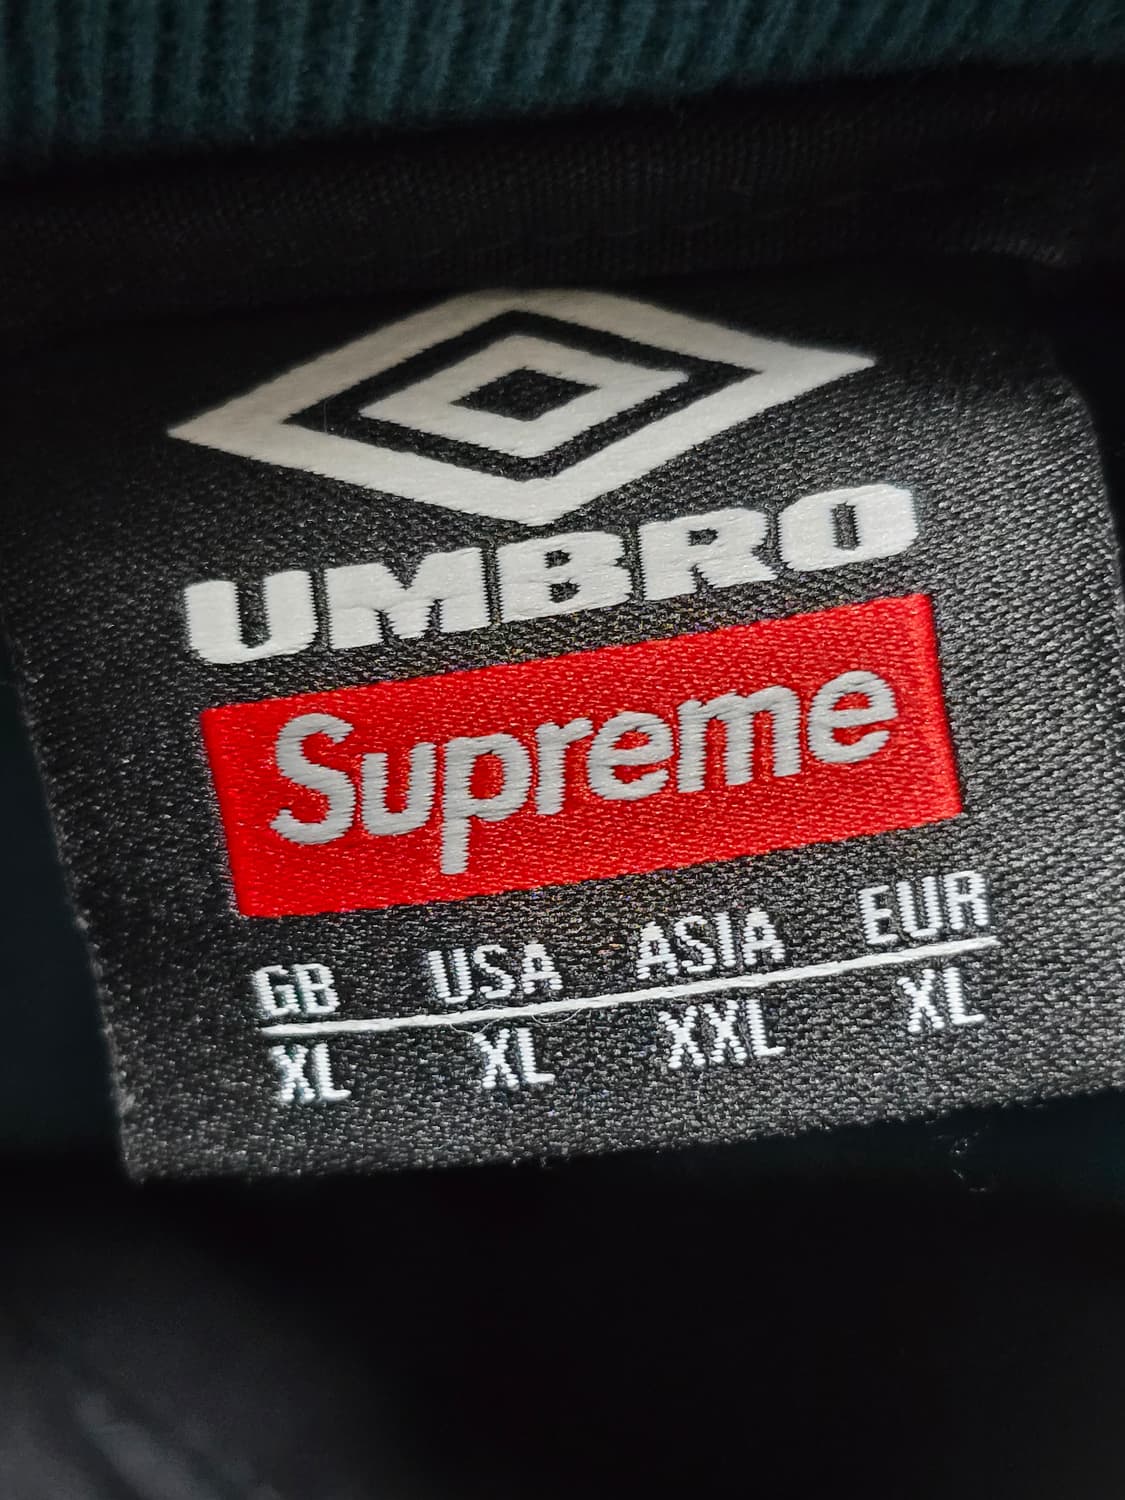 UMBRO
Supreme
GB USA ASIA EUR
XL XL XXL XL